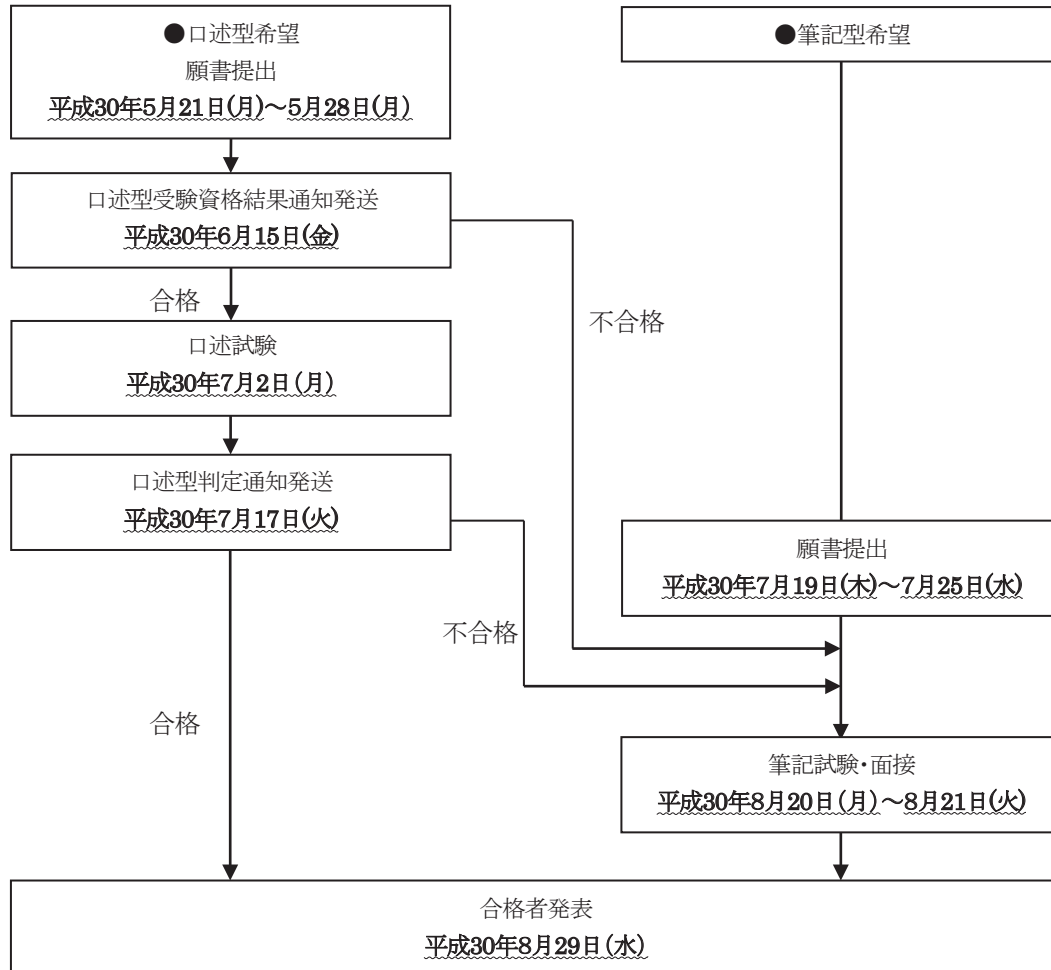 ●口述型希望
願書提出
平成30年5月21日(月)～5月28日(月)
●筆記型希望
口述型受験資格結果通知発送
平成30年6月15日(金)
合格
不合格
口述試験
平成30年7月2日(月)
口述型判定通知発送
平成30年7月17日(火)
願書提出
平成30年7月19日(木)～7月25日(水)
不合格
合格
筆記試験・面接
平成30年8月20日(月)～8月21日(火)
合格者発表
平成30年8月29日(水)